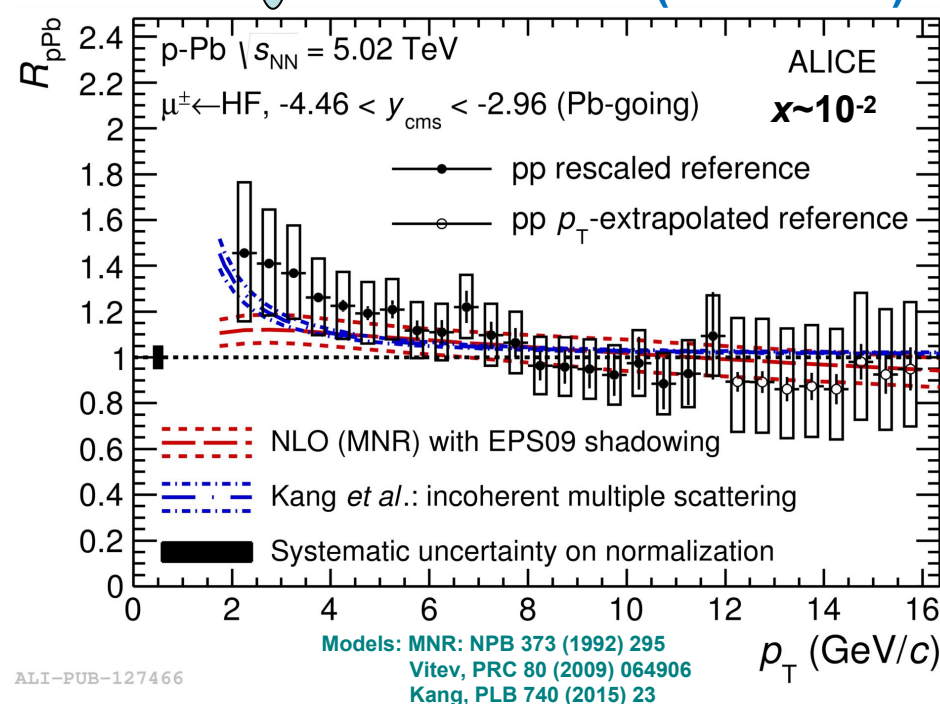 R_pPb
2.4
2.2
2
1.8
1.6
1.4
1.2
1
0.8
0.6
0.4
0.2
0
p-Pb √s_NN = 5.02 TeV
ALICE
μ±←HF, -4.46 < y_cms < -2.96 (Pb-going)
x~10⁻²
pp rescaled reference
pp p_T-extrapolated reference
NLO (MNR) with EPS09 shadowing
Kang et al.: incoherent multiple scattering
Systematic uncertainty on normalization
0 2 4 6 8 10 12 14 16
p_T (GeV/c)
Models: MNR: NPB 373 (1992) 295
Vitev, PRC 80 (2009) 064906
Kang, PLB 740 (2015) 23
ALI-PUB-127466